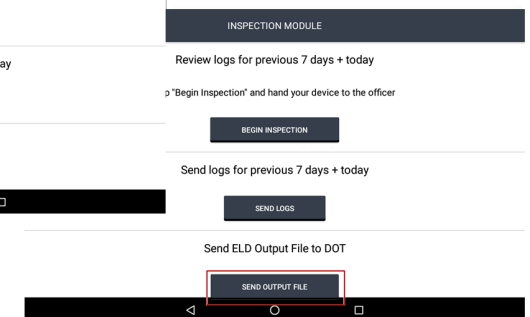 INSPECTION MODULE
ay
Review logs for previous 7 days + today
"Begin Inspection" and hand your device to the officer
BEGIN INSPECTION
Send logs for previous 7 days + today
SEND LOGS
Send ELD Output File to DOT
SEND OUTPUT FILE